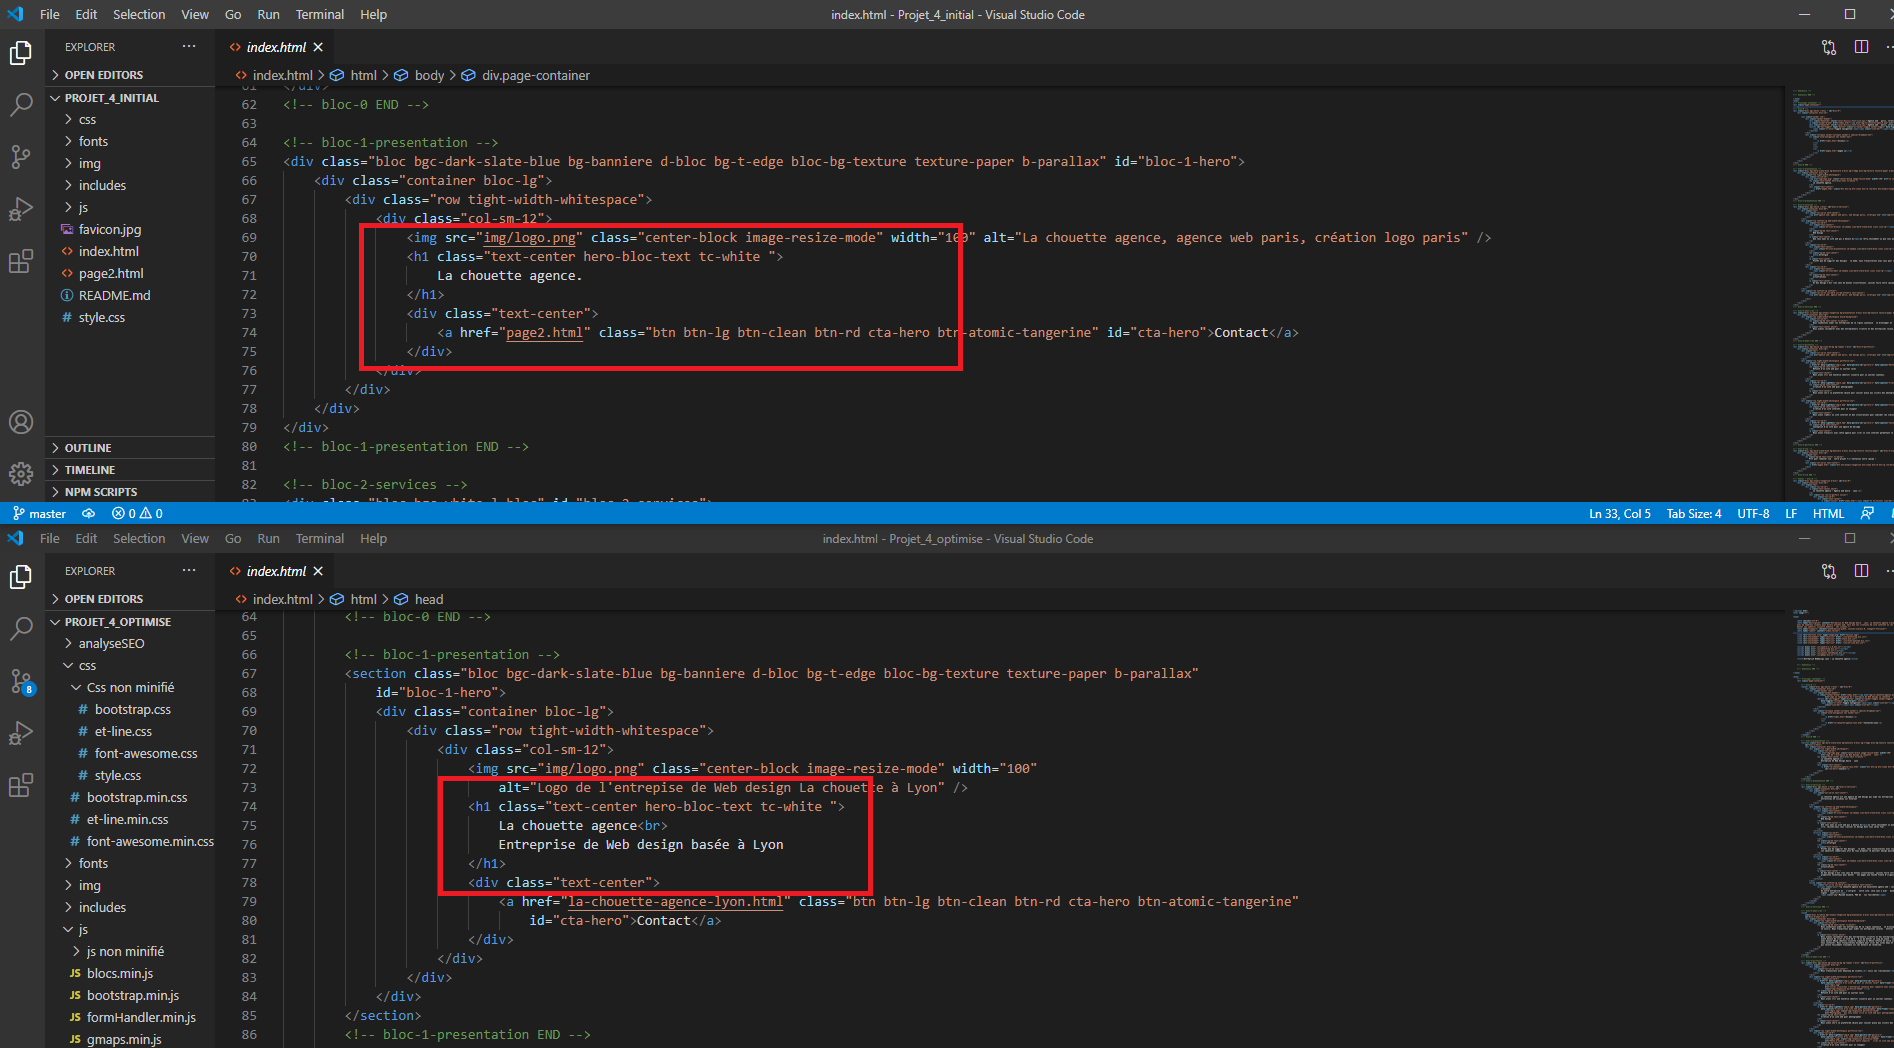 File Edit Selection View Go Run Terminal Help index.html - Projet_4_initial - Visual Studio Code
EXPLORER
OPEN EDITORS
PROJET_4_INITIAL
css
fonts
img
includes
js
favicon.jpg
index.html
page2.html
README.md
style.css
OUTLINE
TIMELINE
NPM SCRIPTS
index.html
index.html > html > body > div.page-container
61 </div>
62 <!-- bloc-0 END -->
63
64 <!-- bloc-1-presentation -->
65 <div class="bloc bgc-dark-slate-blue bg-banniere d-bloc bg-t-edge bloc-bg-texture texture-paper b-parallax" id="bloc-1-hero">
66 <div class="container bloc-lg">
67 <div class="row tight-width-whitespace">
68 <div class="col-sm-12">
69 <img src="img/logo.png" class="center-block image-resize-mode" width="100" alt="La chouette agence, agence web paris, création logo paris" />
70 <h1 class="text-center hero-bloc-text tc-white ">
71 La chouette agence.
72 </h1>
73 <div class="text-center">
74 <a href="page2.html" class="btn btn-lg btn-clean btn-rd cta-hero btn-atomic-tangerine" id="cta-hero">Contact</a>
75 </div>
76 </div>
77 </div>
78 </div>
79 </div>
80 <!-- bloc-1-presentation END -->
81
82 <!-- bloc-2-services -->
83 <div class="bloc bgc-white l-bloc" id="bloc-2-services">
master 0 0 Ln 33, Col 5 Tab Size: 4 UTF-8 LF HTML
File Edit Selection View Go Run Terminal Help index.html - Projet_4_optimise - Visual Studio Code
EXPLORER
OPEN EDITORS
PROJET_4_OPTIMISE
analyseSEO
css
Css non minifié
bootstrap.css
et-line.css
font-awesome.css
style.css
bootstrap.min.css
et-line.min.css
font-awesome.min.css
fonts
img
includes
js
js non minifié
JS blocs.min.js
JS bootstrap.min.js
JS formHandler.min.js
JS gmaps.min.js
8
index.html
index.html > html > head
64 <!-- bloc-0 END -->
65
66 <!-- bloc-1-presentation -->
67 <section class="bloc bgc-dark-slate-blue bg-banniere d-bloc bg-t-edge bloc-bg-texture texture-paper b-parallax"
68 id="bloc-1-hero">
69 <div class="container bloc-lg">
70 <div class="row tight-width-whitespace">
71 <div class="col-sm-12">
72 <img src="img/logo.png" class="center-block image-resize-mode" width="100"
73 alt="Logo de l'entrepise de Web design La chouette à Lyon" />
74 <h1 class="text-center hero-bloc-text tc-white ">
75 La chouette agence<br>
76 Entreprise de Web design basée à Lyon
77 </h1>
78 <div class="text-center">
79 <a href="la-chouette-agence-lyon.html" class="btn btn-lg btn-clean btn-rd cta-hero btn-atomic-tangerine"
80 id="cta-hero">Contact</a>
81 </div>
82 </div>
83 </div>
84 </div>
85 </section>
86 <!-- bloc-1-presentation END -->